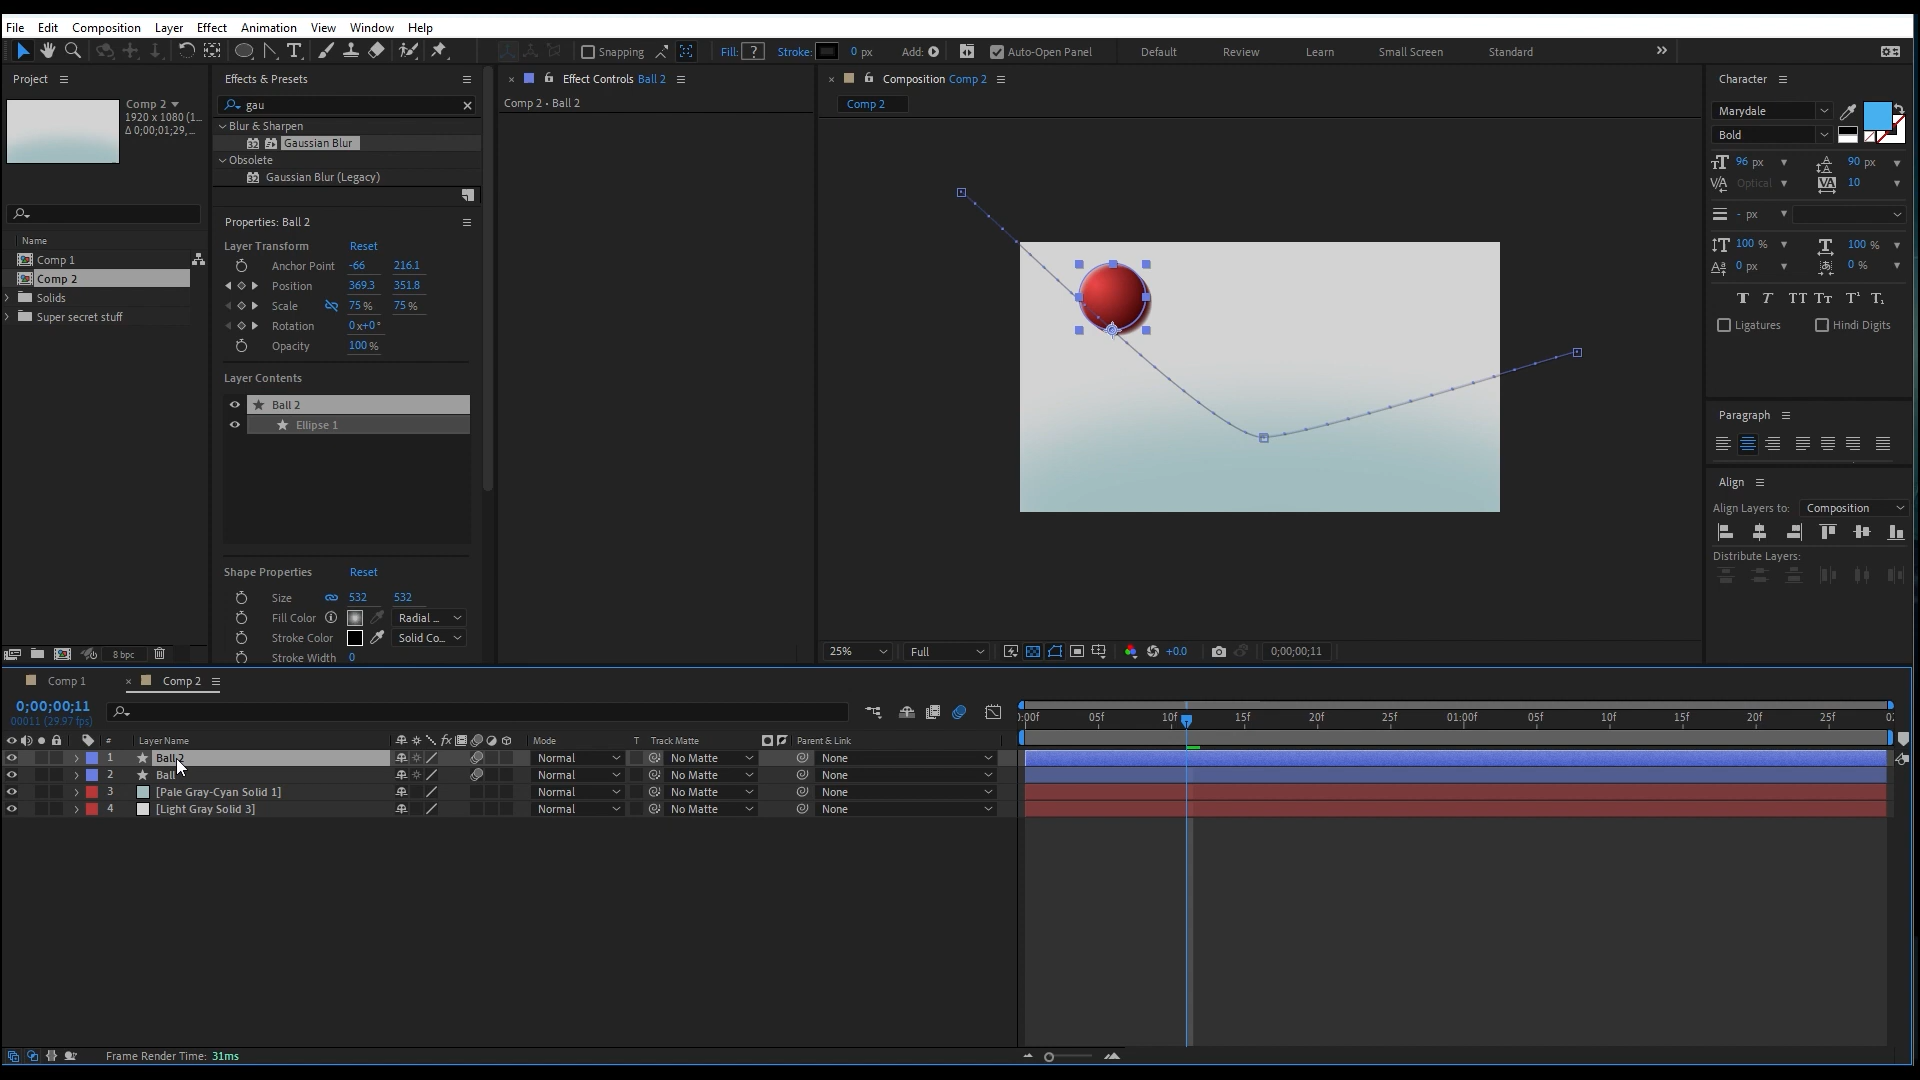 File Edit Composition Layer Effect Animation View Window Help
Snapping Fill: ? Stroke: 0 px Add: Auto-Open Panel Default Review Learn Small Screen Standard
Project
Comp 2
1920 x 1080 (1...
Δ 0;00;01;29, ...
Name
Comp 1
Comp 2
Solids
Super secret stuff
8 bpc
Effects & Presets
gau
Blur & Sharpen
32 Gaussian Blur
Obsolete
32 Gaussian Blur (Legacy)
Properties: Ball 2
Layer Transform Reset
Anchor Point -66 216.1
Position 369.3 351.8
Scale 75 % 75 %
Rotation 0 x+0 °
Opacity 100 %
Layer Contents
Ball 2
Ellipse 1
Shape Properties Reset
Size 532 532
Fill Color Radial ...
Stroke Color Solid Co...
Stroke Width 0
Effect Controls Ball 2
Comp 2 • Ball 2
Composition Comp 2
Comp 2
25% Full +0.0 0;00;00;11
Character
Marydale
Bold
96 px 90 px
Optical 10
- px
100 % 100 %
0 px 0 %
Ligatures Hindi Digits
Paragraph
Align
Align Layers to: Composition
Distribute Layers:
Comp 1 Comp 2
0;00;00;11
00011 (29.97 fps)
0:00f 05f 10f 15f 20f 25f 01:00f 05f 10f 15f 20f 25f 02
# Layer Name fx Mode T Track Matte Parent & Link
1 Ball 2 Normal No Matte None
2 Ball Normal No Matte None
3 [Pale Gray-Cyan Solid 1] Normal No Matte None
4 [Light Gray Solid 3] Normal No Matte None
Frame Render Time: 31ms